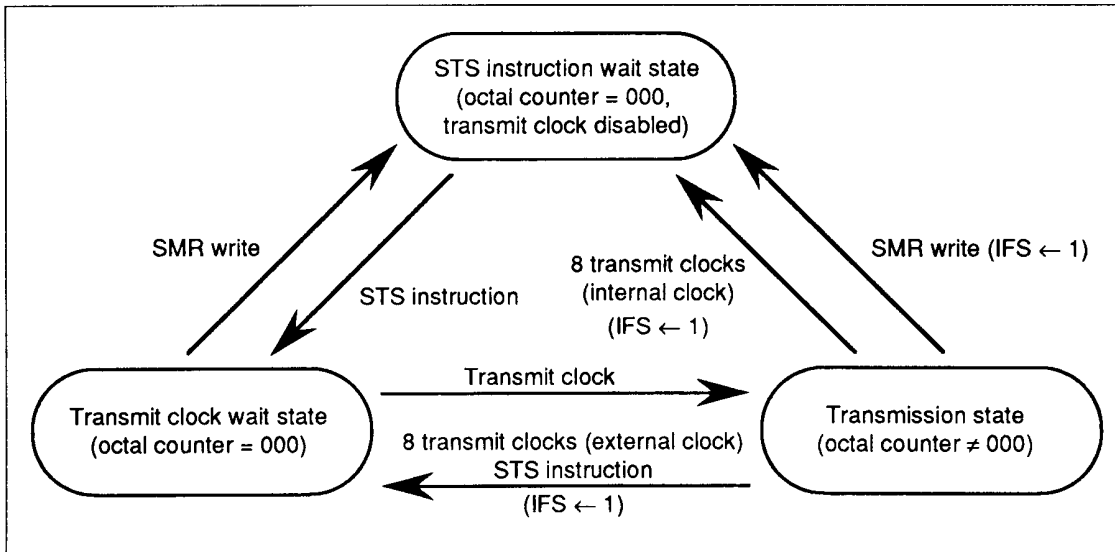 STS instruction wait state
(octal counter = 000,
transmit clock disabled)
SMR write
STS instruction
8 transmit clocks
(internal clock)
(IFS ← 1)
SMR write (IFS ← 1)
Transmit clock wait state
(octal counter = 000)
Transmit clock
8 transmit clocks (external clock)
STS instruction
(IFS ← 1)
Transmission state
(octal counter ≠ 000)